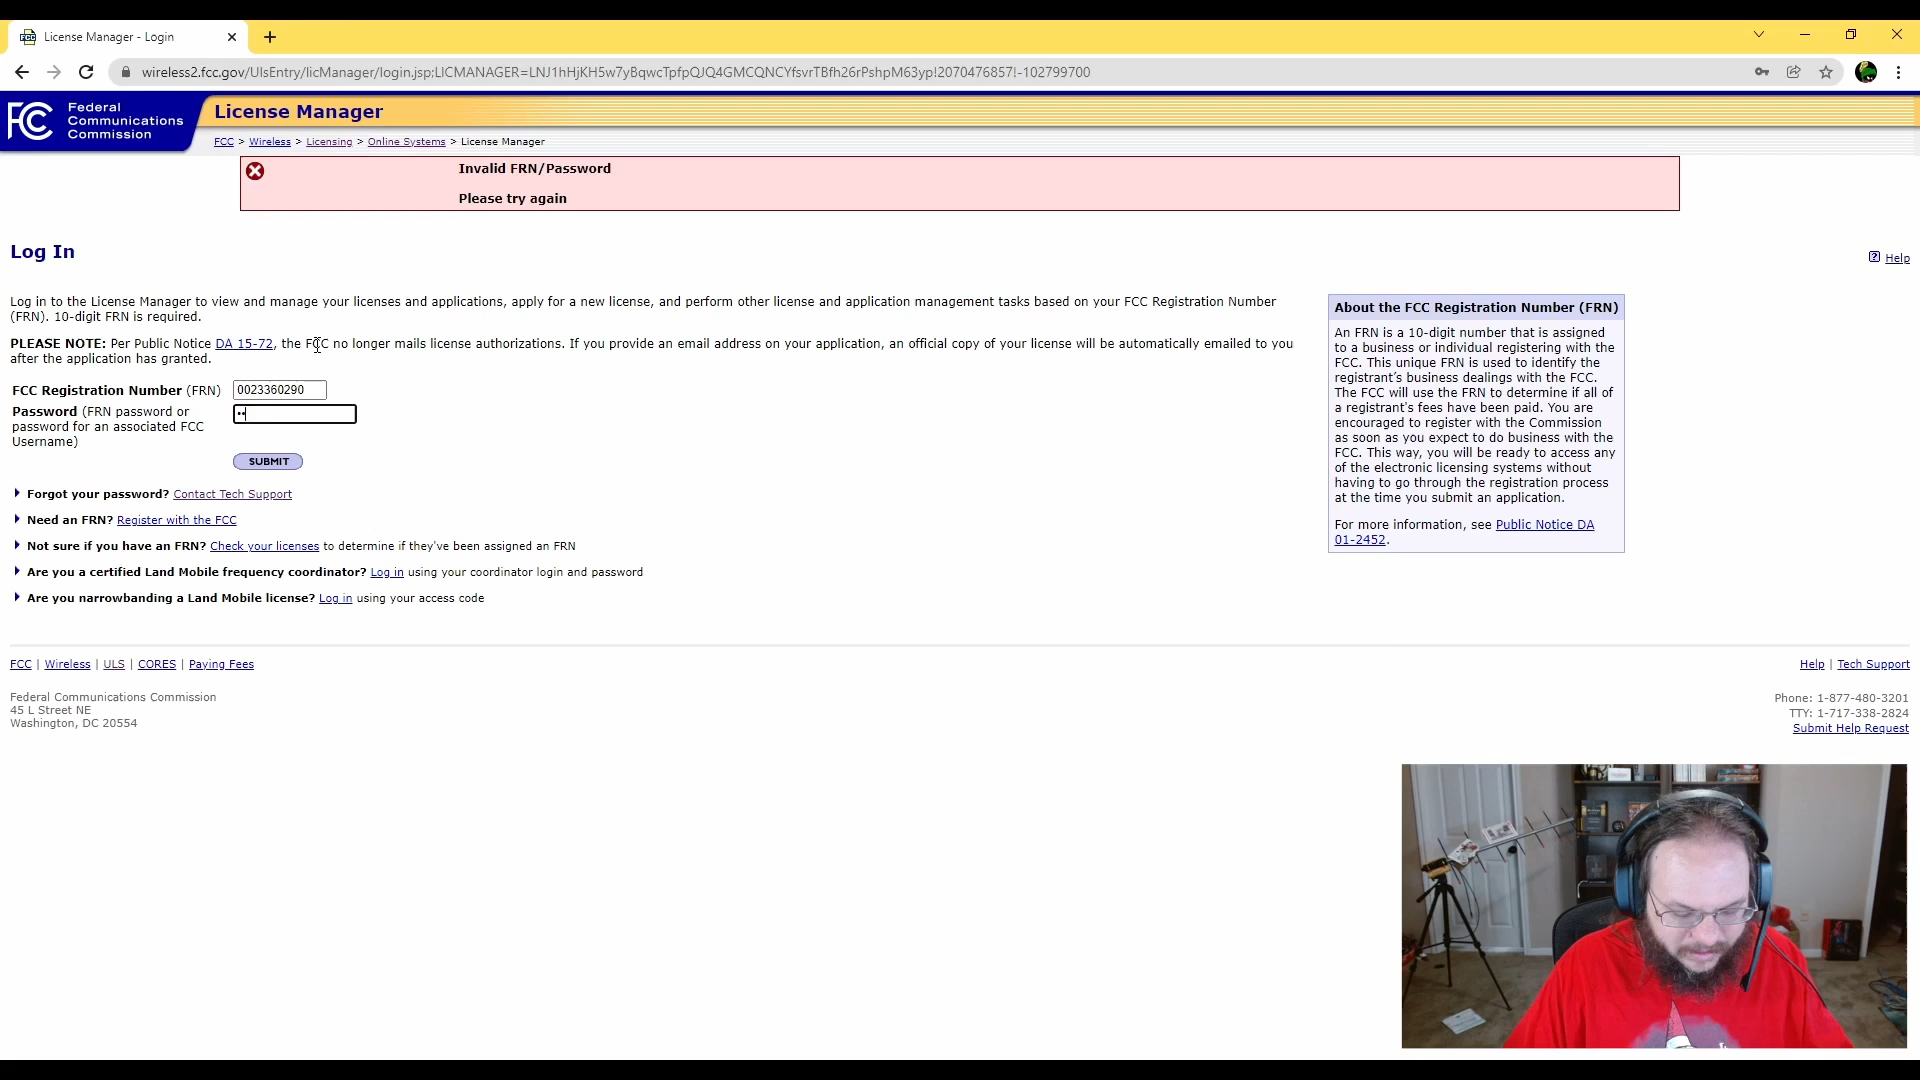 License Manager - Login
wireless2.fcc.gov/UlsEntry/licManager/login.jsp;LICMANAGER=LNJ1hHjKH5w7yBqwcTpfpQJQ4GMCQNCYfsvrTBfh26rPshpM63yp!2070476857!-102799700
FCC
Federal
Communications
Commission
License Manager
FCC > Wireless > Licensing > Online Systems > License Manager
Invalid FRN/Password
Please try again
Log In
Help
Log in to the License Manager to view and manage your licenses and applications, apply for a new license, and perform other license and application management tasks based on your FCC Registration Number
(FRN). 10-digit FRN is required.
PLEASE NOTE: Per Public Notice DA 15-72, the FCC no longer mails license authorizations. If you provide an email address on your application, an official copy of your license will be automatically emailed to you
after the application has granted.
FCC Registration Number (FRN) 0023360290
Password (FRN password or
password for an associated FCC
Username)
SUBMIT
Forgot your password? Contact Tech Support
Need an FRN? Register with the FCC
Not sure if you have an FRN? Check your licenses to determine if they've been assigned an FRN
Are you a certified Land Mobile frequency coordinator? Log in using your coordinator login and password
Are you narrowbanding a Land Mobile license? Log in using your access code
About the FCC Registration Number (FRN)
An FRN is a 10-digit number that is assigned
to a business or individual registering with the
FCC. This unique FRN is used to identify the
registrant's business dealings with the FCC.
The FCC will use the FRN to determine if all of
a registrant's fees have been paid. You are
encouraged to register with the Commission
as soon as you expect to do business with the
FCC. This way, you will be ready to access any
of the electronic licensing systems without
having to go through the registration process
at the time you submit an application.
For more information, see Public Notice DA
01-2452.
FCC | Wireless | ULS | CORES | Paying Fees
Help | Tech Support
Federal Communications Commission
45 L Street NE
Washington, DC 20554
Phone: 1-877-480-3201
TTY: 1-717-338-2824
Submit Help Request